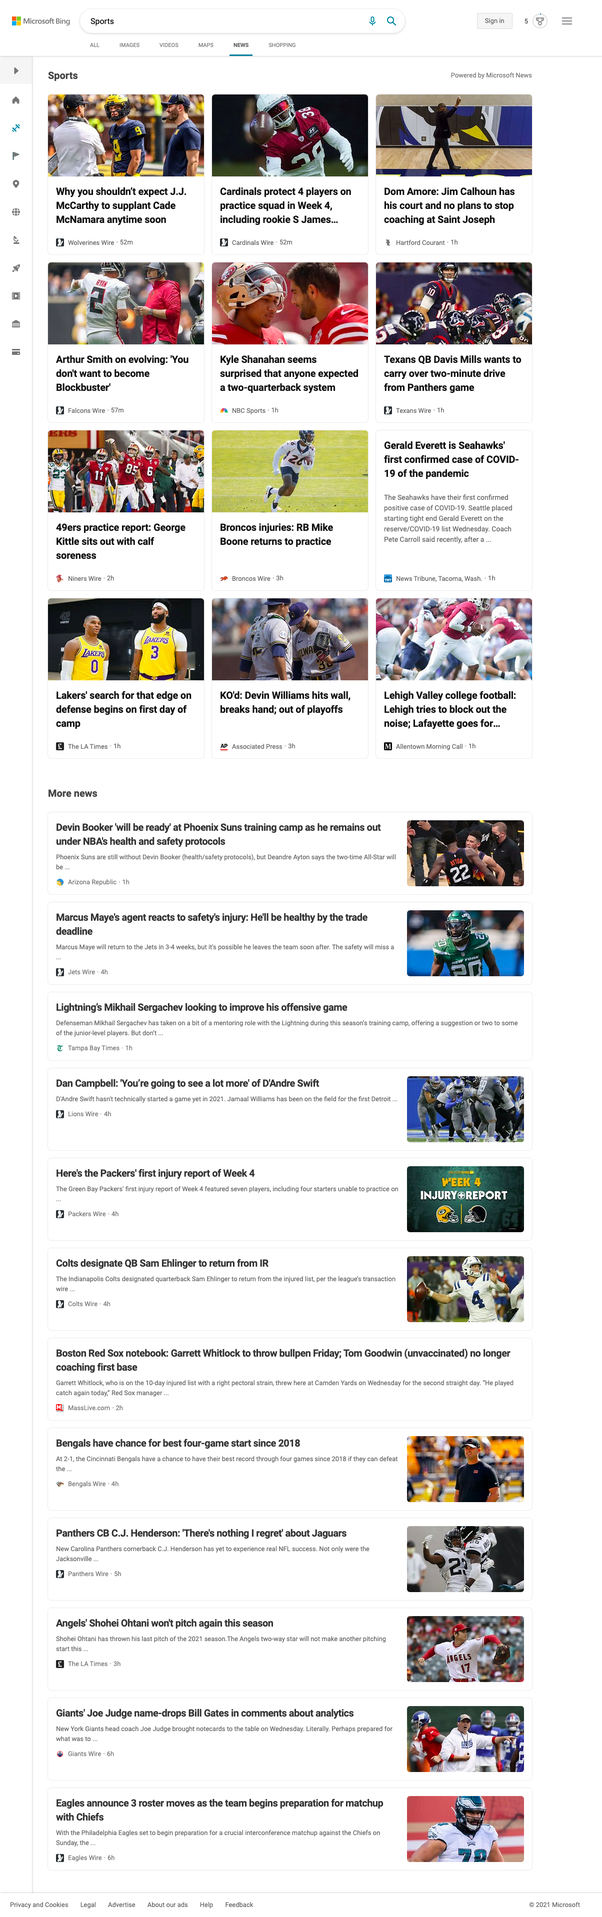 Microsoft Bing
Sports
Sign in
5
ALL IMAGES VIDEOS MAPS NEWS SHOPPING
Sports
Powered by Microsoft News
Why you shouldn't expect J.J.
McCarthy to supplant Cade
McNamara anytime soon
Wolverines Wire · 52m
Cardinals protect 4 players on
practice squad in Week 4,
including rookie S James...
Cardinals Wire · 52m
Dom Amore: Jim Calhoun has
his court and no plans to stop
coaching at Saint Joseph
Hartford Courant · 1h
Arthur Smith on evolving: 'You
don't want to become
Blockbuster'
Falcons Wire · 57m
Kyle Shanahan seems
surprised that anyone expected
a two-quarterback system
NBC Sports · 1h
Texans QB Davis Mills wants to
carry over two-minute drive
from Panthers game
Texans Wire · 1h
49ers practice report: George
Kittle sits out with calf
soreness
Niners Wire · 2h
Broncos injuries: RB Mike
Boone returns to practice
Broncos Wire · 3h
Gerald Everett is Seahawks'
first confirmed case of COVID-
19 of the pandemic
The Seahawks have their first confirmed
positive case of COVID-19. Seattle placed
starting tight end Gerald Everett on the
reserve/COVID-19 list Wednesday. Coach
Pete Carroll said recently, after a ...
News Tribune, Tacoma, Wash. · 1h
Lakers' search for that edge on
defense begins on first day of
camp
The LA Times · 1h
KO'd: Devin Williams hits wall,
breaks hand; out of playoffs
Associated Press · 3h
Lehigh Valley college football:
Lehigh tries to block out the
noise; Lafayette goes for...
Allentown Morning Call · 1h
More news
Devin Booker 'will be ready' at Phoenix Suns training camp as he remains out
under NBA's health and safety protocols
Phoenix Suns are still without Devin Booker (health/safety protocols), but Deandre Ayton says the two-time All-Star will
be ...
Arizona Republic · 1h
Marcus Maye's agent reacts to safety's injury: He'll be healthy by the trade
deadline
Marcus Maye will return to the Jets in 3-4 weeks, but it's possible he leaves the team soon after. The safety will miss a
...
Jets Wire · 4h
Lightning's Mikhail Sergachev looking to improve his offensive game
Defenseman Mikhail Sergachev has taken on a bit of a mentoring role with the Lightning during this season's training camp, offering a suggestion or two to some
of the junior-level players. But don't ...
Tampa Bay Times · 1h
Dan Campbell: 'You're going to see a lot more' of D'Andre Swift
D'Andre Swift hasn't technically started a game yet in 2021. Jamaal Williams has been on the field for the first Detroit ...
Lions Wire · 4h
Here's the Packers' first injury report of Week 4
The Green Bay Packers' first injury report of Week 4 featured seven players, including four starters unable to practice on
...
Packers Wire · 4h
WEEK 4
INJURY+REPORT
Colts designate QB Sam Ehlinger to return from IR
The Indianapolis Colts designated quarterback Sam Ehlinger to return from the injured list, per the league's transaction
wire ...
Colts Wire · 4h
Boston Red Sox notebook: Garrett Whitlock to throw bullpen Friday; Tom Goodwin (unvaccinated) no longer
coaching first base
Garrett Whitlock, who is on the 10-day injured list with a right pectoral strain, threw here at Camden Yards on Wednesday for the second straight day. "He played
catch again today," Red Sox manager ...
MassLive.com · 2h
Bengals have chance for best four-game start since 2018
At 2-1, the Cincinnati Bengals have a chance to have their best record through four games since 2018 if they can defeat
the ...
Bengals Wire · 4h
Panthers CB C.J. Henderson: 'There's nothing I regret' about Jaguars
New Carolina Panthers cornerback C.J. Henderson has yet to experience real NFL success. Not only were the
Jacksonville ...
Panthers Wire · 5h
Angels' Shohei Ohtani won't pitch again this season
Shohei Ohtani has thrown his last pitch of the 2021 season.The Angels two-way star will not make another pitching
start this ...
The LA Times · 3h
Giants' Joe Judge name-drops Bill Gates in comments about analytics
New York Giants head coach Joe Judge brought notecards to the table on Wednesday. Literally. Perhaps prepared for
what was to ...
Giants Wire · 6h
Eagles announce 3 roster moves as the team begins preparation for matchup
with Chiefs
With the Philadelphia Eagles set to begin preparation for a crucial interconference matchup against the Chiefs on
Sunday, the ...
Eagles Wire · 6h
Privacy and Cookies Legal Advertise About our ads Help Feedback
© 2021 Microsoft